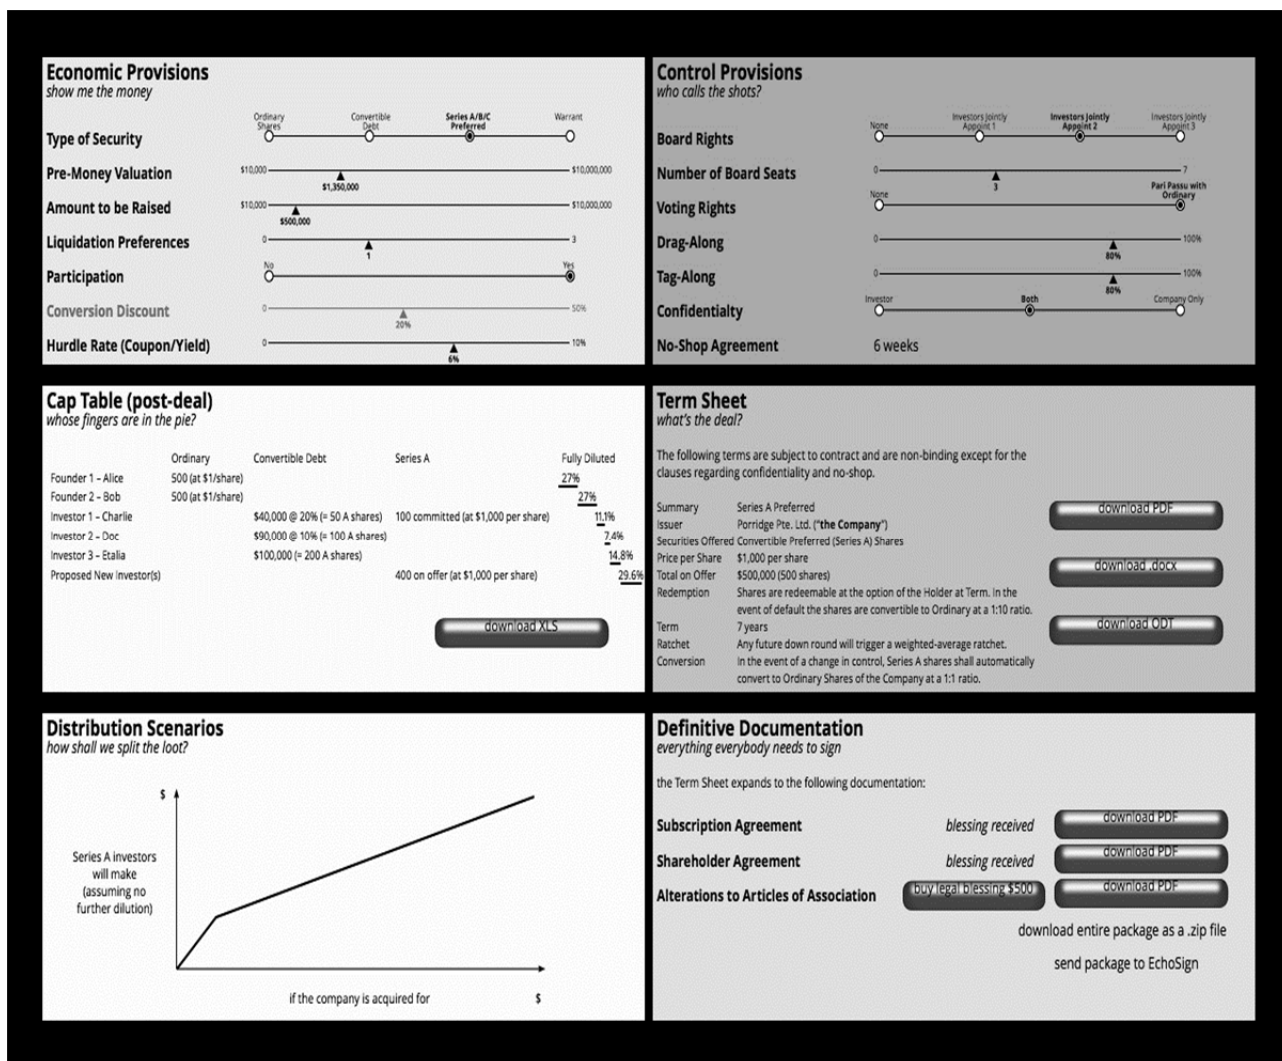 Economic Provisions
show me the money
Ordinary Shares
Convertible Debt
Series A/B/C Preferred
Warrant
Type of Security
Pre-Money Valuation
$10,000
$10,000,000
$1,350,000
Amount to be Raised
$10,000
$10,000,000
$500,000
Liquidation Preferences
0
3
1
Participation
No
Yes
Conversion Discount
0
50%
20%
Hurdle Rate (Coupon/Yield)
0
10%
6%
Control Provisions
who calls the shots?
None
Investors Jointly Appoint 1
Investors Jointly Appoint 2
Investors Jointly Appoint 3
Board Rights
Number of Board Seats
0
7
3
Voting Rights
None
Pari Passu with Ordinary
Drag-Along
0
100%
80%
Tag-Along
0
100%
80%
Confidentialty
Investor
Both
Company Only
No-Shop Agreement 6 weeks
Cap Table (post-deal)
whose fingers are in the pie?
Ordinary Convertible Debt Series A Fully Diluted
Founder 1 – Alice 500 (at $1/share) 27%
Founder 2 – Bob 500 (at $1/share) 27%
Investor 1 – Charlie $40,000 @ 20% (= 50 A shares) 100 committed (at $1,000 per share) 11.1%
Investor 2 – Doc $90,000 @ 10% (= 100 A shares) 7.4%
Investor 3 – Etalia $100,000 (= 200 A shares) 14.8%
Proposed New Investor(s) 400 on offer (at $1,000 per share) 29.6%
download XLS
Term Sheet
what's the deal?
The following terms are subject to contract and are non-binding except for the
clauses regarding confidentiality and no-shop.
Summary Series A Preferred
Issuer Porridge Pte. Ltd. ("the Company")
Securities Offered Convertible Preferred (Series A) Shares
Price per Share $1,000 per share
Total on Offer $500,000 (500 shares)
Redemption Shares are redeemable at the option of the Holder at Term. In the
event of default the shares are convertible to Ordinary at a 1:10 ratio.
Term 7 years
Ratchet Any future down round will trigger a weighted-average ratchet.
Conversion In the event of a change in control, Series A shares shall automatically
convert to Ordinary Shares of the Company at a 1:1 ratio.
download PDF
download .docx
download ODT
Distribution Scenarios
how shall we split the loot?
$
Series A investors
will make
(assuming no
further dilution)
if the company is acquired for $
Definitive Documentation
everything everybody needs to sign
the Term Sheet expands to the following documentation:
Subscription Agreement blessing received download PDF
Shareholder Agreement blessing received download PDF
Alterations to Articles of Association buy legal blessing $500 download PDF
download entire package as a .zip file
send package to EchoSign